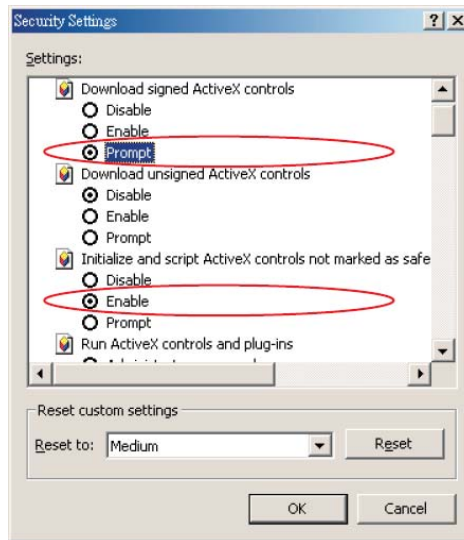 Security Settings
Settings:
Download signed ActiveX controls
Disable
Enable
Prompt
Download unsigned ActiveX controls
Disable
Enable
Prompt
Initialize and script ActiveX controls not marked as safe
Disable
Enable
Prompt
Run ActiveX controls and plug-ins
Reset custom settings
Reset to:
Medium
Reset
OK
Cancel